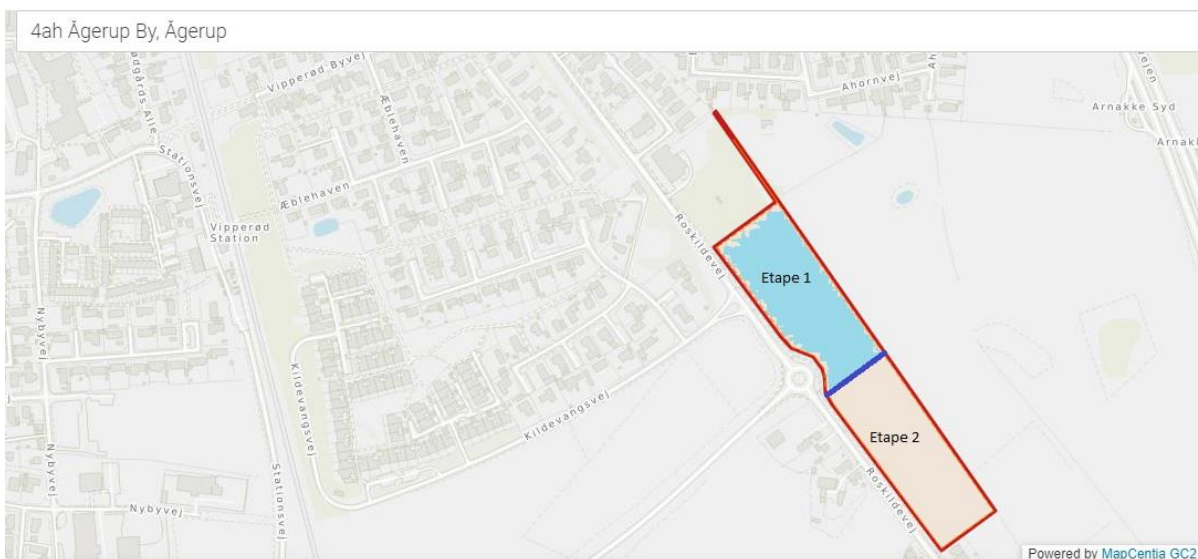 4ah Ågerup By, Ågerup
Vipperød Byvej
Æblehaven
Stationsvej
Ahornvej
Arnakke Syd
Æblehaven
Vipperød
Station
Roskildevej
Etape 1
Nybyvej
Kildevangsvej
Kildevangsvej
Etape 2
Nybyvej
Nybyvej
Stationsvej
Roskildevej
Powered by MapCentia GC2